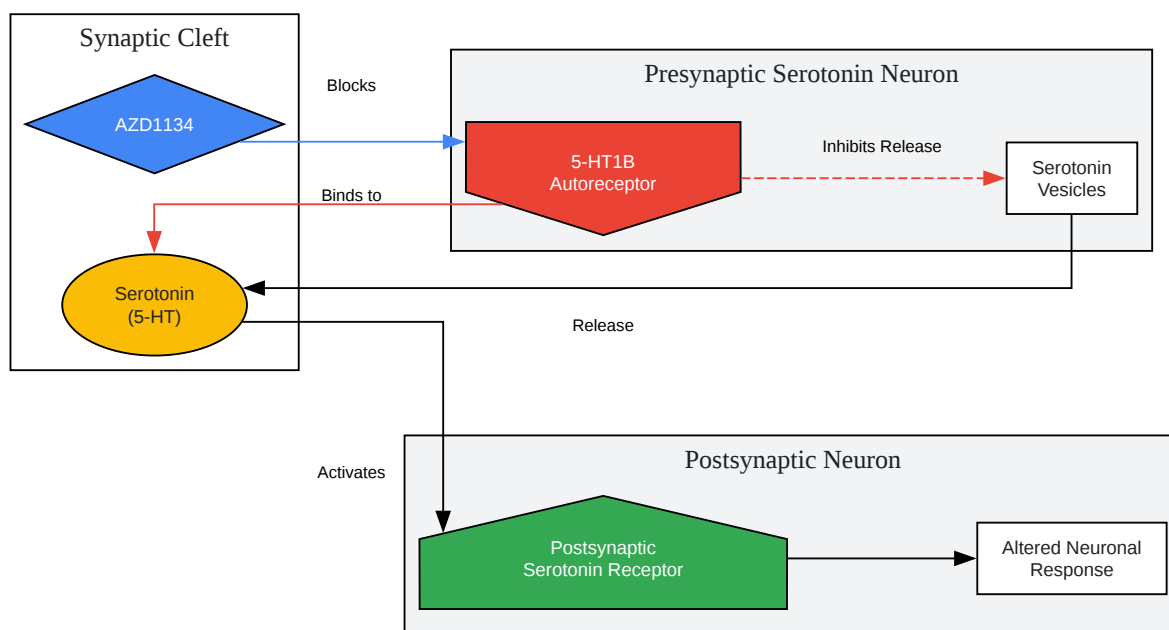 Synaptic Cleft
AZD1134
Blocks
Presynaptic Serotonin Neuron
5-HT1B
Autoreceptor
Inhibits Release
Serotonin
Vesicles
Binds to
Serotonin
(5-HT)
Release
Activates
Postsynaptic Neuron
Postsynaptic
Serotonin Receptor
Altered Neuronal
Response